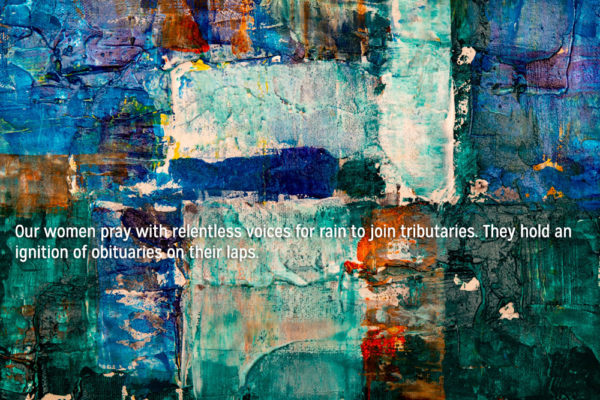 Our women pray with relentless voices for rain to join tributaries. They hold an
ignition of obituaries on their laps.